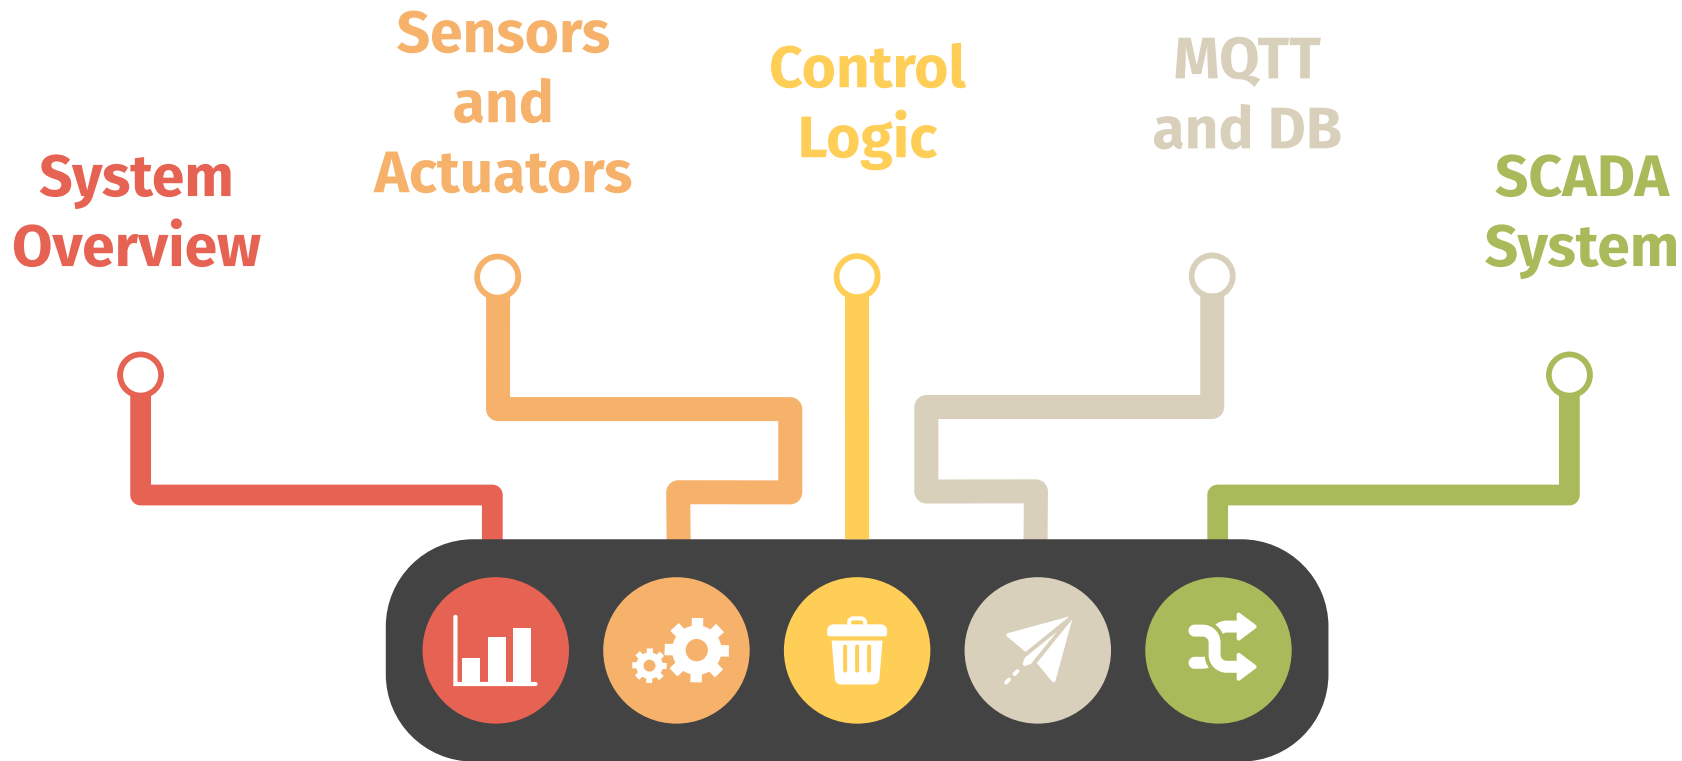 System
Overview
Sensors
and
Actuators
Control
Logic
MQTT
and DB
SCADA
System